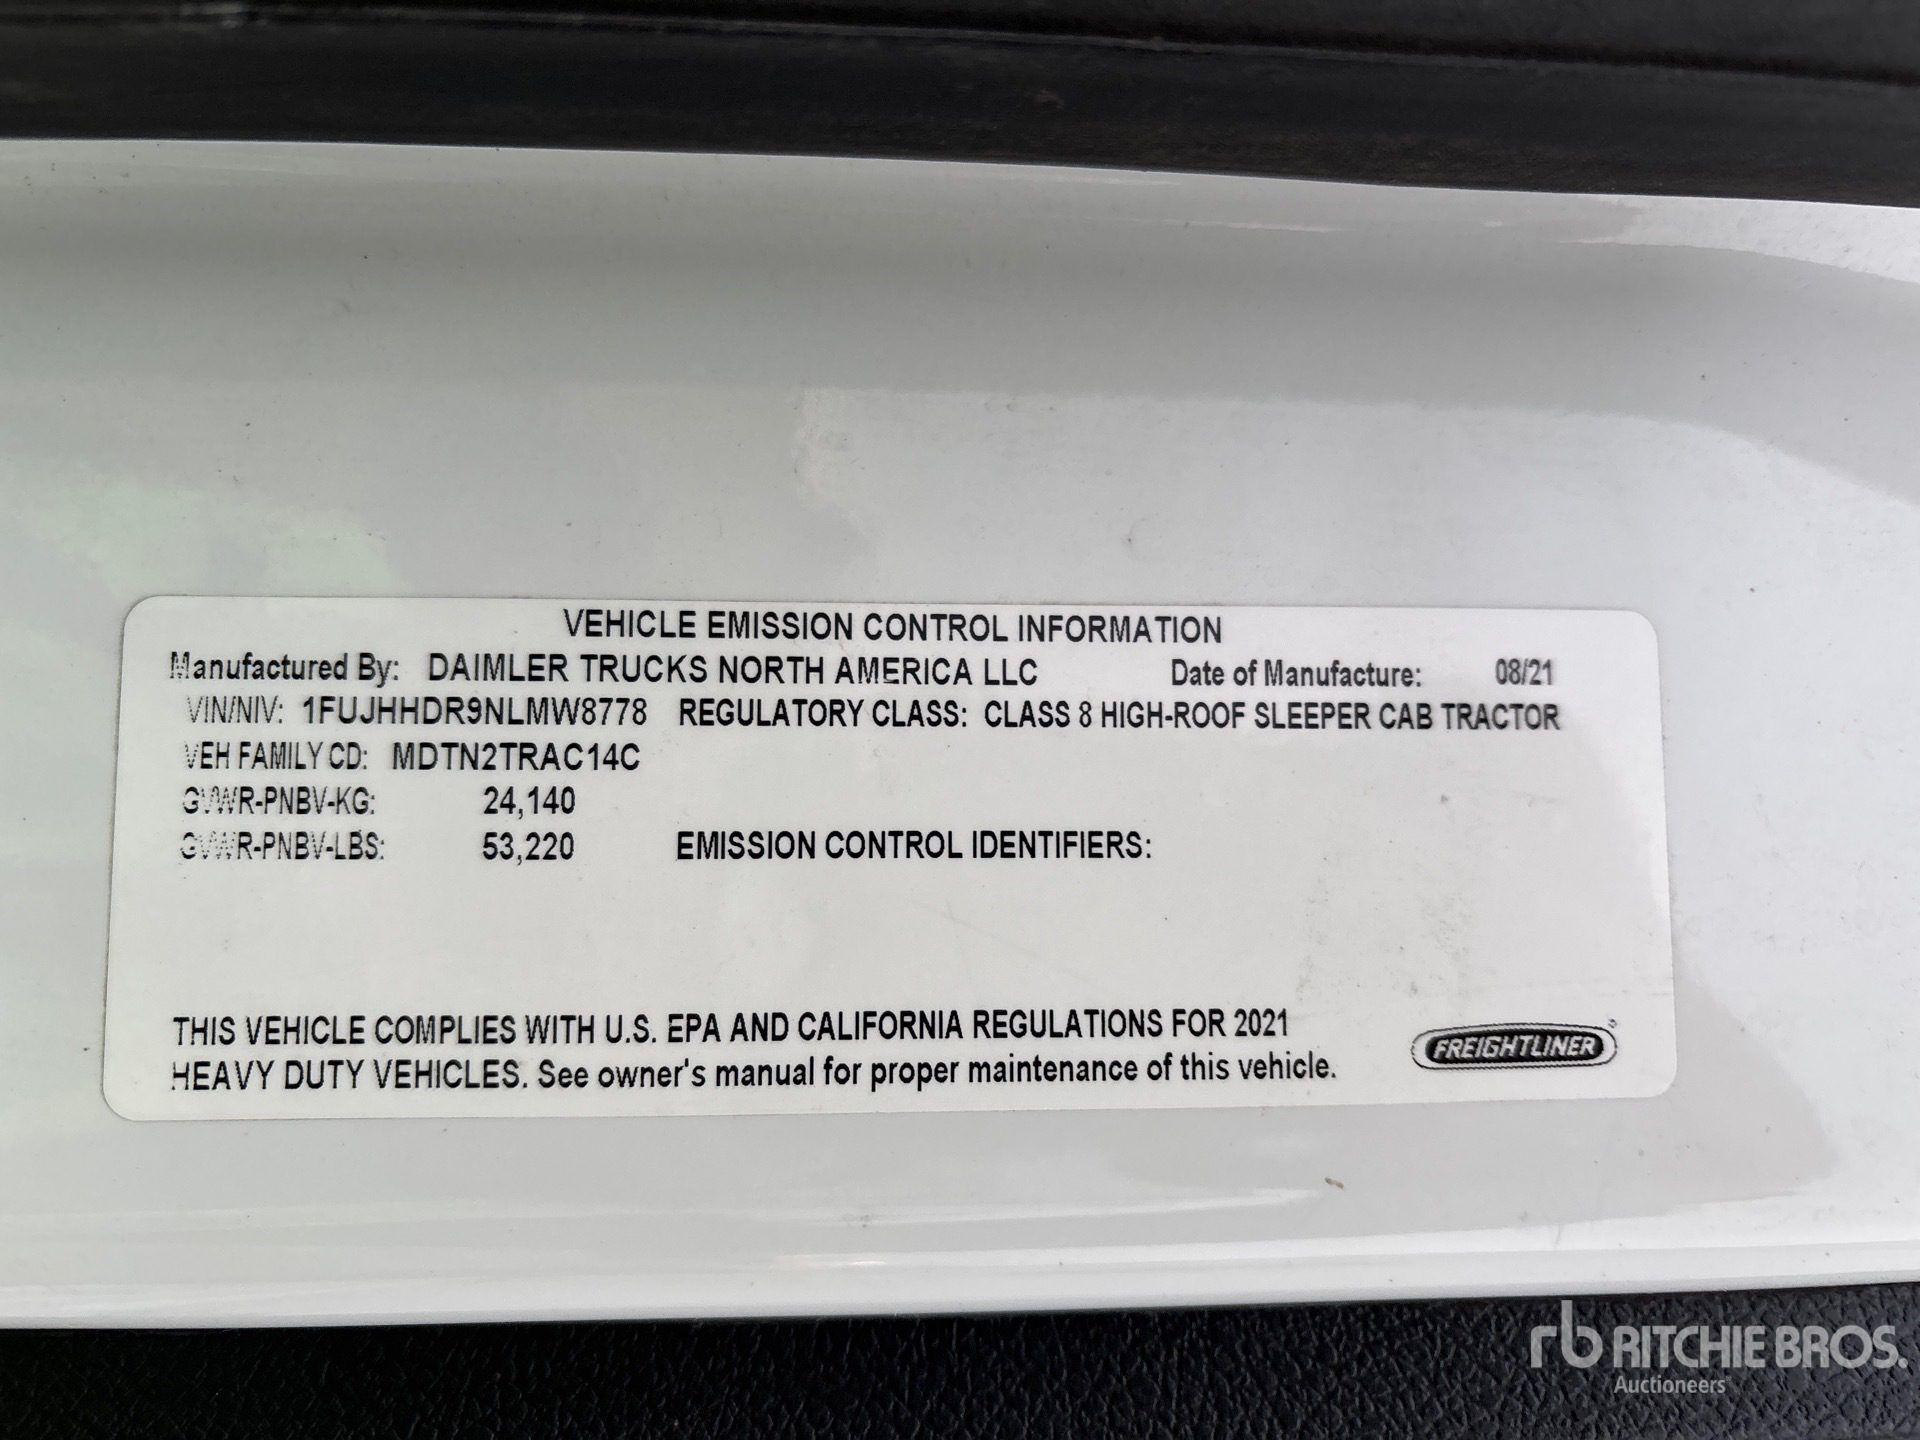 VEHICLE EMISSION CONTROL INFORMATION
Manufactured By: DAIMLER TRUCKS NORTH AMERICA LLC Date of Manufacture: 08/21
VIN/NIV: 1FUJHHDR9NLMW8778 REGULATORY CLASS: CLASS 8 HIGH-ROOF SLEEPER CAB TRACTOR
VEH FAMILY CD: MDTN2TRAC14C
GVWR-PNBV-KG: 24,140
GVWR-PNBV-LBS: 53,220 EMISSION CONTROL IDENTIFIERS:
THIS VEHICLE COMPLIES WITH U.S. EPA AND CALIFORNIA REGULATIONS FOR 2021
HEAVY DUTY VEHICLES. See owner's manual for proper maintenance of this vehicle.
FREIGHTLINER
rb RITCHIE BROS.
Auctioneers